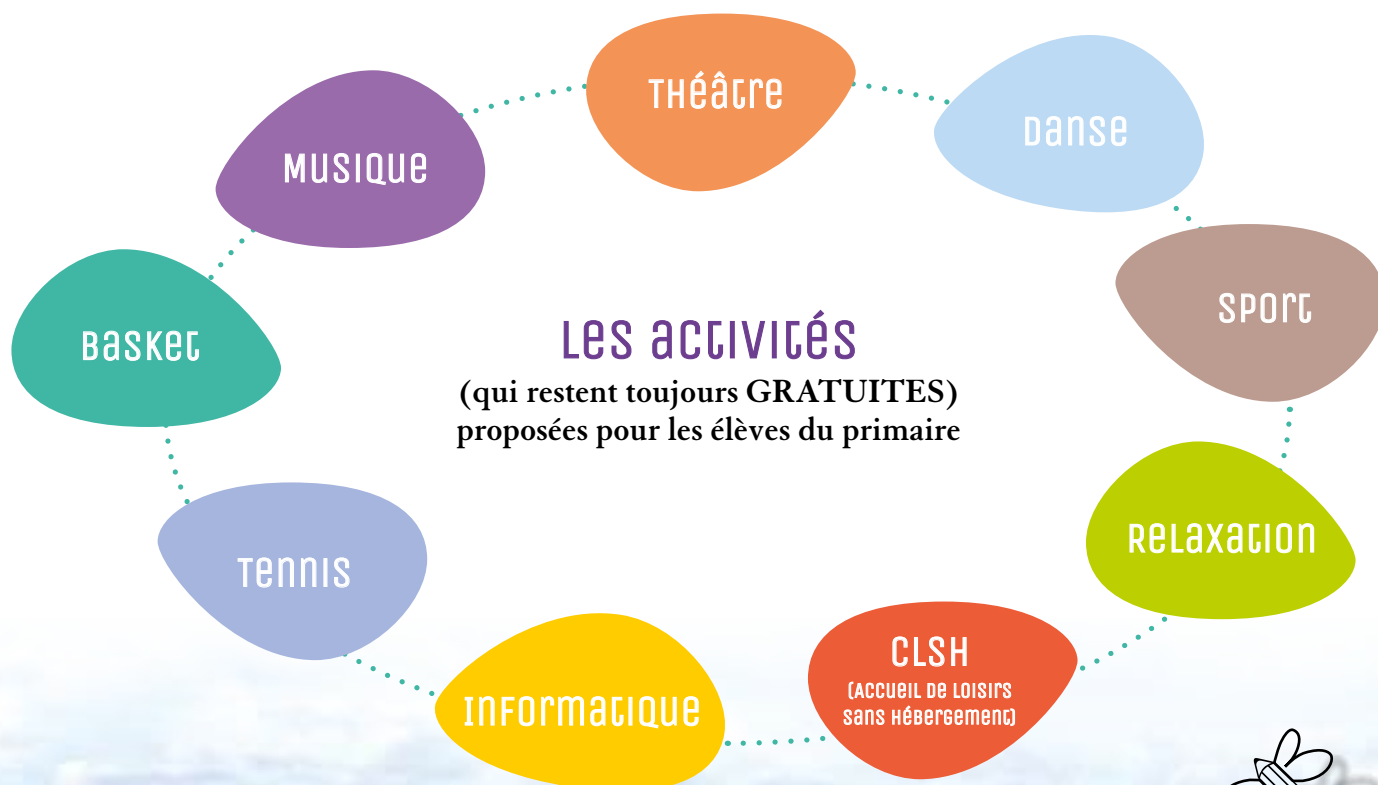 Théâtre
Danse
Musique
Sport
Basket
Les activités
(qui restent toujours GRATUITES)
proposées pour les élèves du primaire
Relaxation
Tennis
CLSH
(Accueil de Loisirs
sans Hébergement)
Informatique